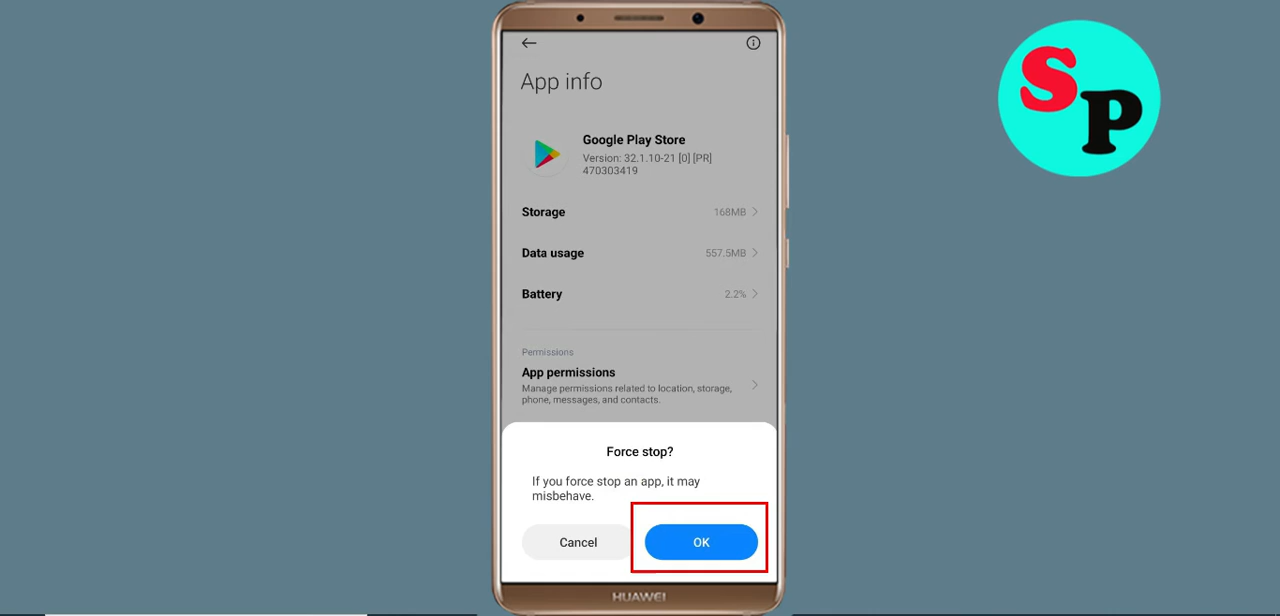 App info
Google Play Store
Version: 32.1.10-21 [0] [PR]
470303419
Storage 168MB
Data usage 557.5MB
Battery 2.2%
Permissions
App permissions
Manage permissions related to location, storage,
phone, messages, and contacts.
Force stop?
If you force stop an app, it may
misbehave.
Cancel OK
HUAWEI
SP